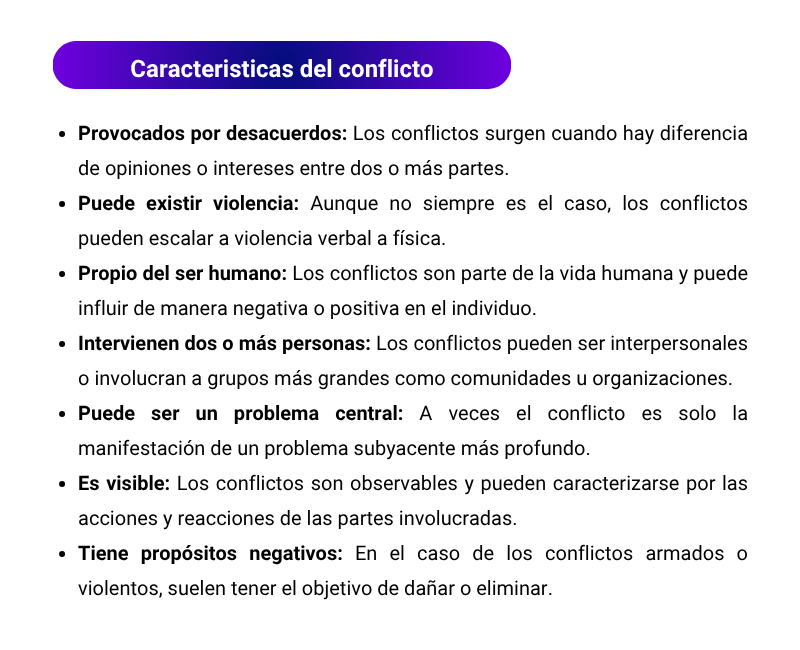 Caracteristicas del conflicto
• Provocados por desacuerdos: Los conflictos surgen cuando hay diferencia
de opiniones o intereses entre dos o más partes.
• Puede existir violencia: Aunque no siempre es el caso, los conflictos
pueden escalar a violencia verbal a física.
• Propio del ser humano: Los conflictos son parte de la vida humana y puede
influir de manera negativa o positiva en el individuo.
• Intervienen dos o más personas: Los conflictos pueden ser interpersonales
o involucran a grupos más grandes como comunidades u organizaciones.
• Puede ser un problema central: A veces el conflicto es solo la
manifestación de un problema subyacente más profundo.
• Es visible: Los conflictos son observables y pueden caracterizarse por las
acciones y reacciones de las partes involucradas.
• Tiene propósitos negativos: En el caso de los conflictos armados o
violentos, suelen tener el objetivo de dañar o eliminar.